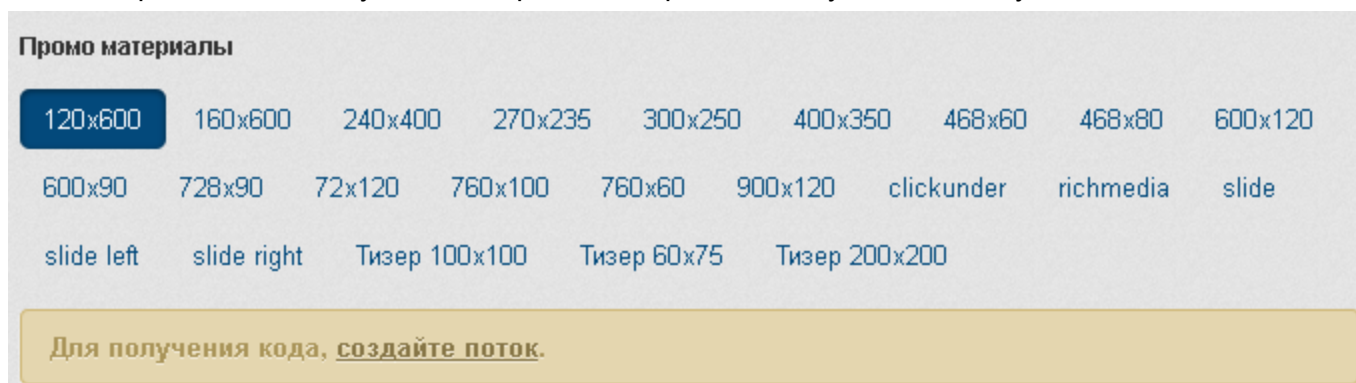 Промо материалы
120x600 160x600 240x400 270x235 300x250 400x350 468x60 468x80 600x120
600x90 728x90 72x120 760x100 760x60 900x120 clickunder richmedia slide
slide left slide right Тизер 100x100 Тизер 60x75 Тизер 200x200
Для получения кода, создайте поток.